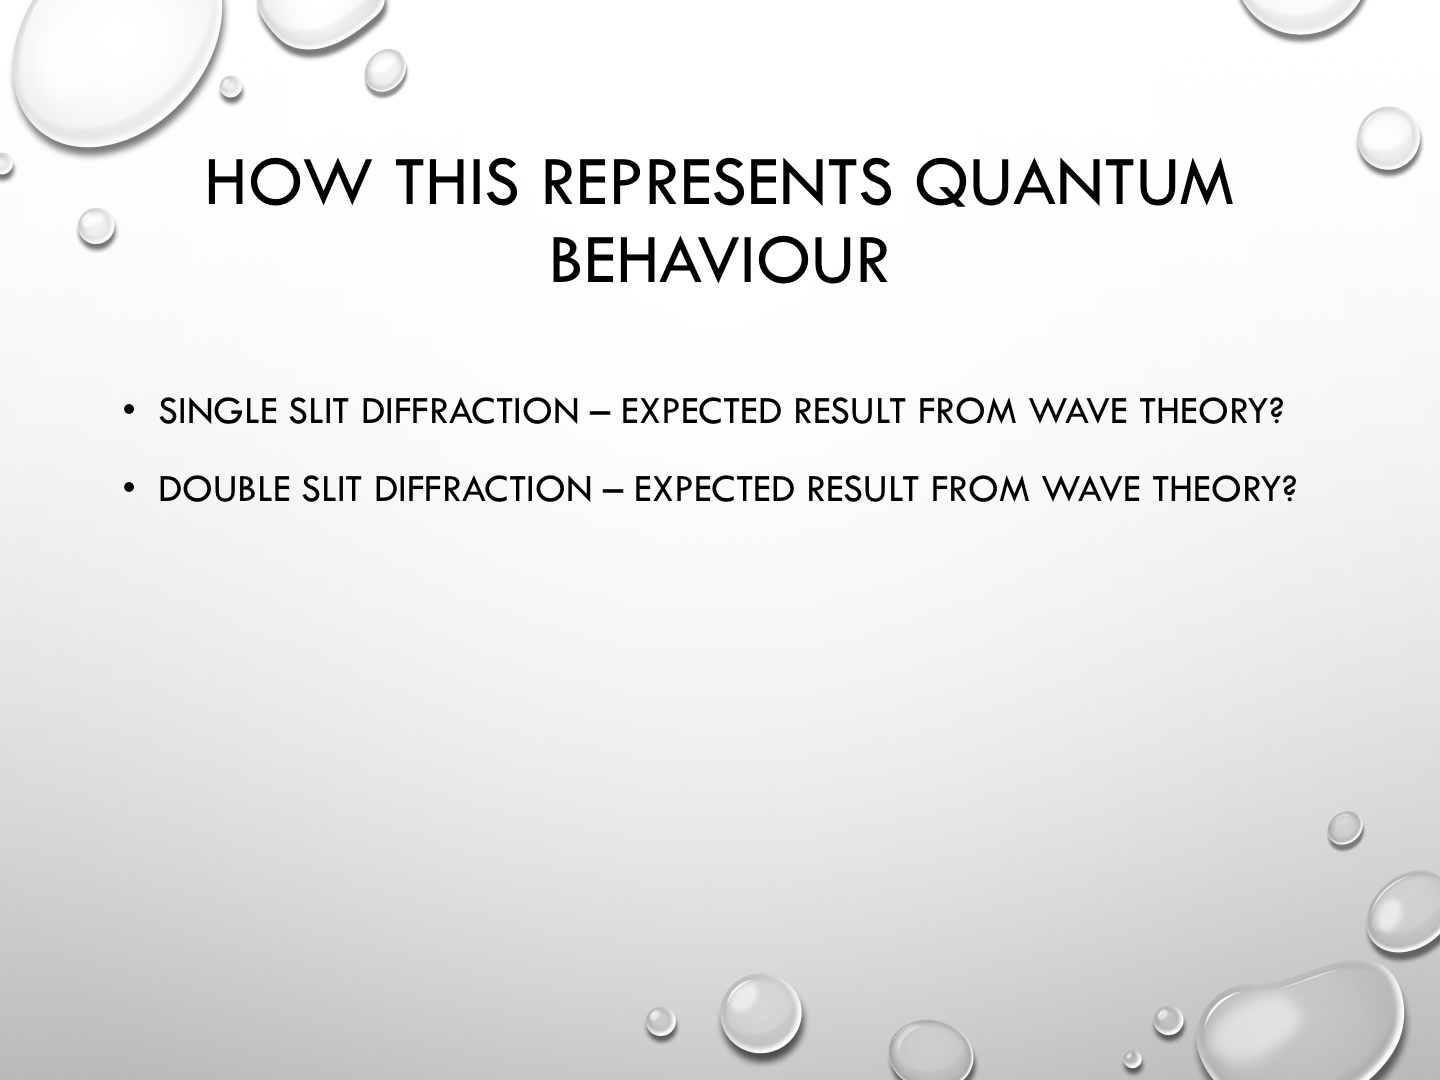 HOW THIS REPRESENTS QUANTUM
BEHAVIOUR
• SINGLE SLIT DIFFRACTION – EXPECTED RESULT FROM WAVE THEORY?
• DOUBLE SLIT DIFFRACTION – EXPECTED RESULT FROM WAVE THEORY?